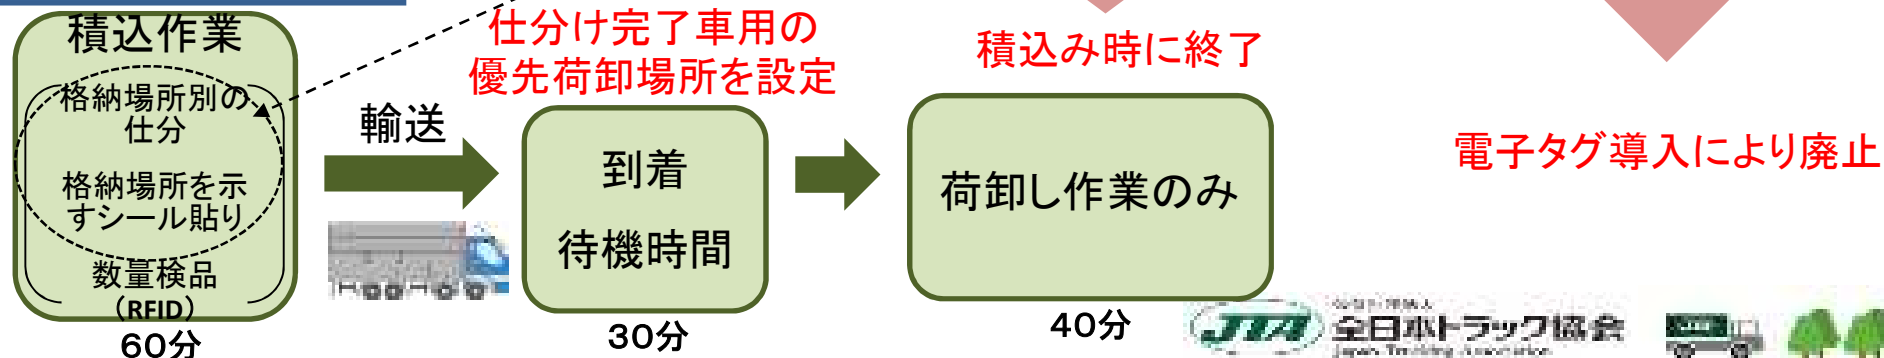 積込作業
格納場所別の
仕分
格納場所を示
すシール貼り
数量検品
（RFID）
60分
輸送
仕分け完了車用の
優先荷卸場所を設定
到着
待機時間
30分
積込み時に終了
荷卸し作業のみ
40分
電子タグ導入により廃止
JTA
全日本トラック協会
Japan Trucking Association